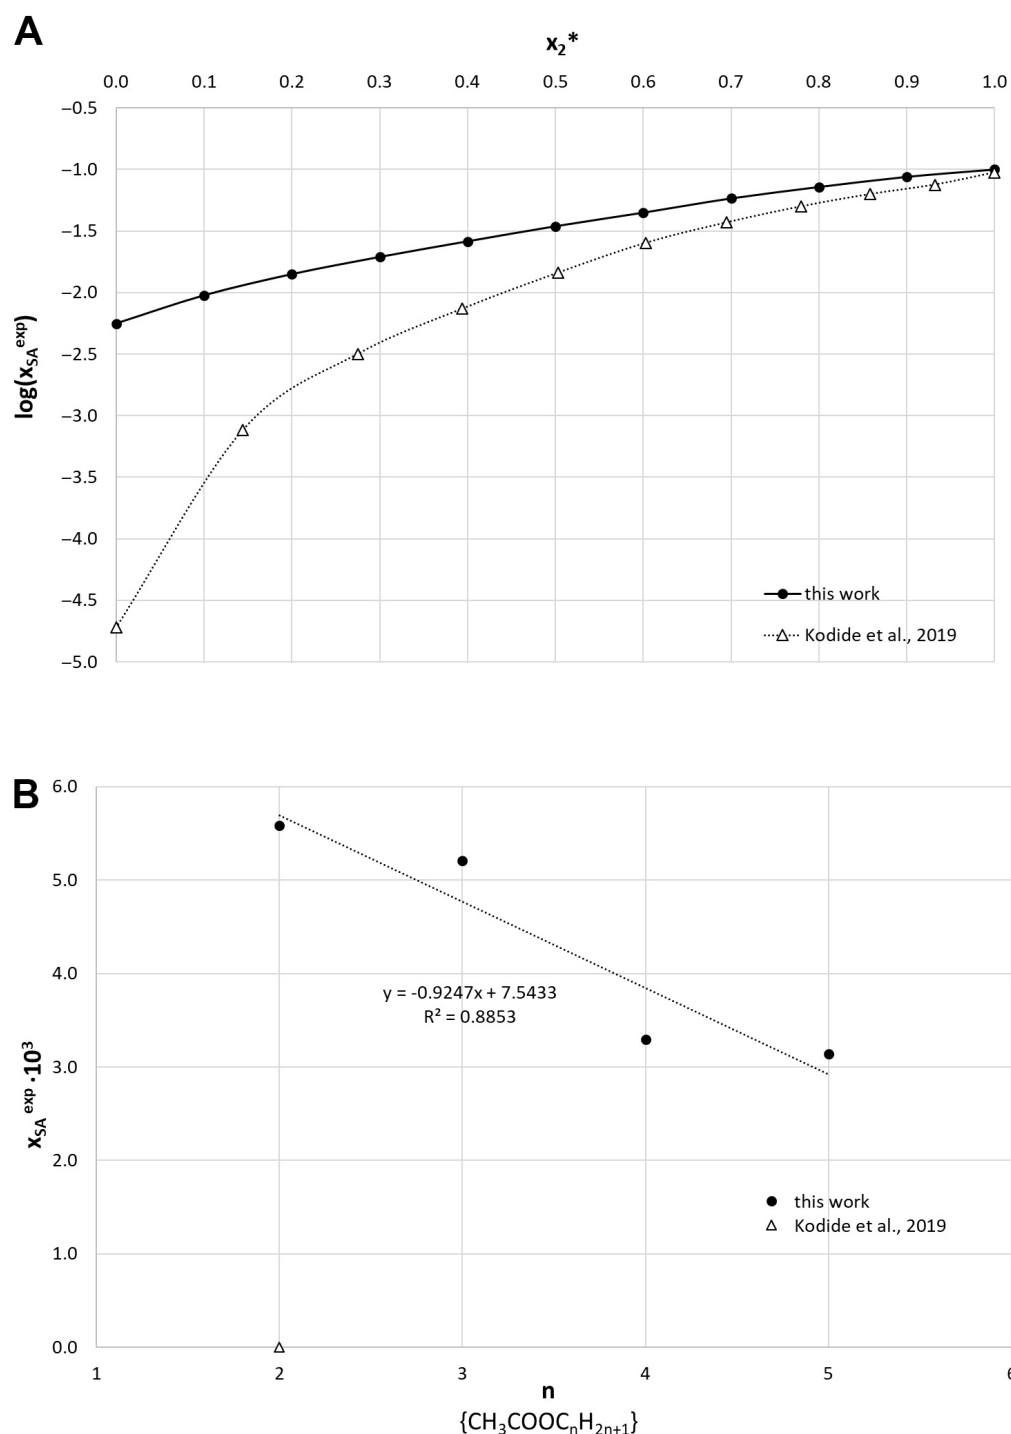 A
x₂*
0.0 0.1 0.2 0.3 0.4 0.5 0.6 0.7 0.8 0.9 1.0
−0.5
−1.0
−1.5
−2.0
−2.5
−3.0
−3.5
−4.0
−4.5
−5.0
log(x_SA^exp)
this work
Kodide et al., 2019
B
6.0
5.0
4.0
3.0
2.0
1.0
0.0
x_SA^exp ·10³
y = -0.9247x + 7.5433
R² = 0.8853
this work
Kodide et al., 2019
1 2 3 4 5 6
n
{CH₃COOCₙH₂ₙ₊₁}